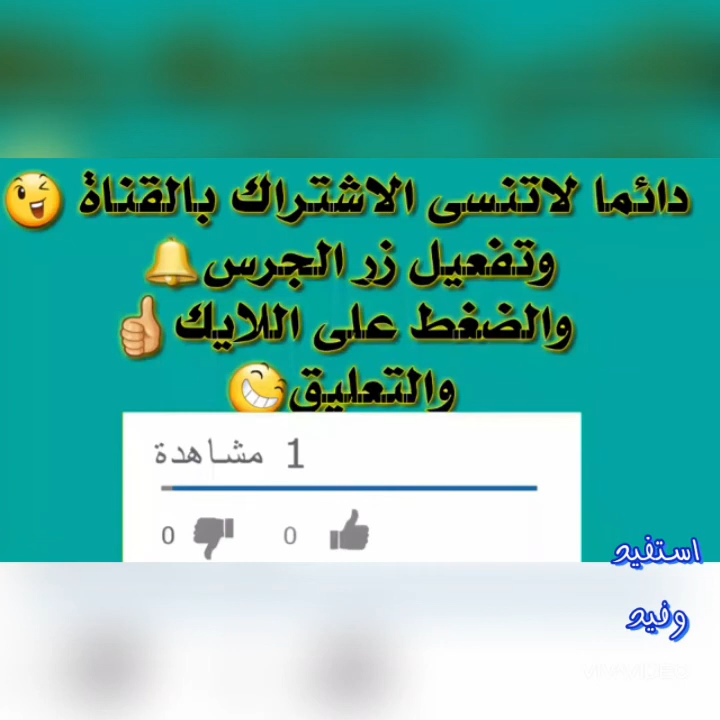 دائما لاتنسى الاشتراك بالقناة 😉
وتفعيل زر الجرس🔔
والضغط على اللايك👍
والتعليق😆
1 مشاهدة
0 0
استفيد
وفيد